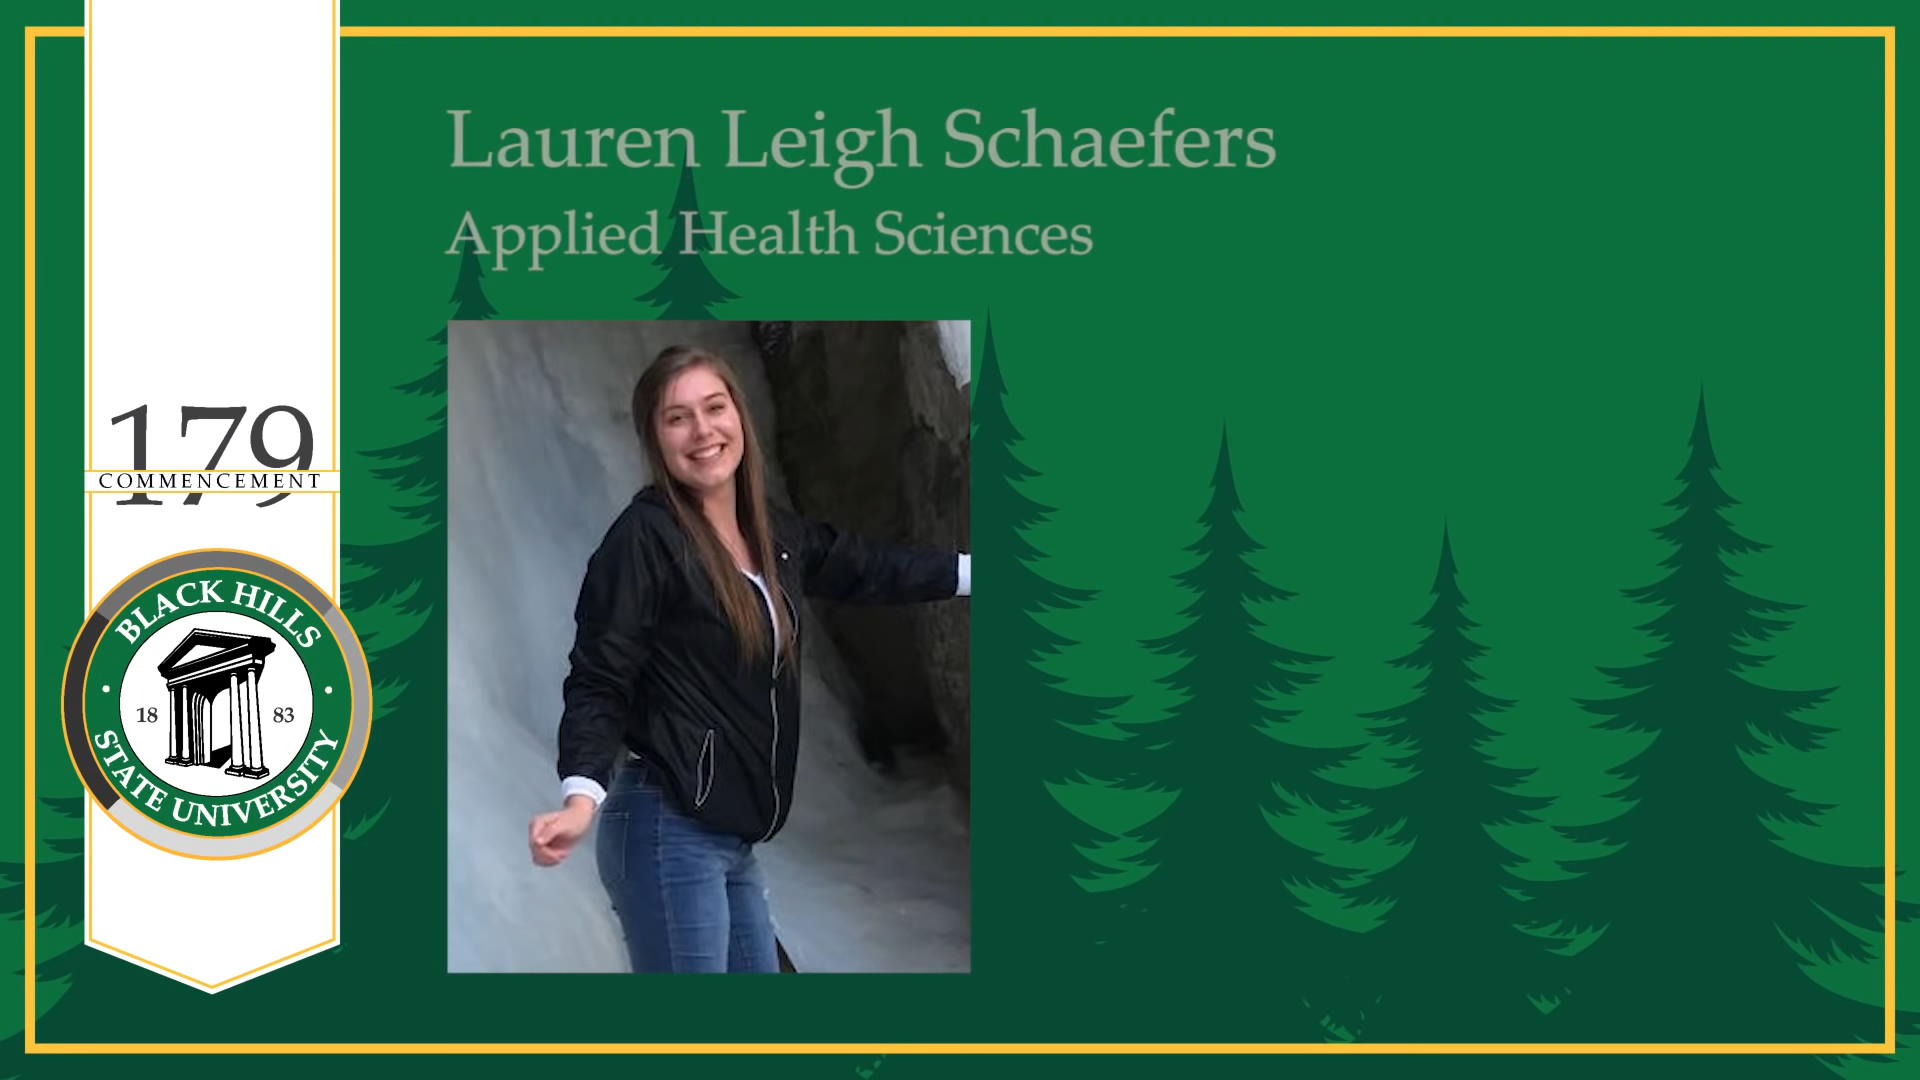 Lauren Leigh Schaefers
Applied Health Sciences
179
COMMENCEMENT
BLACK HILLS
18 83
STATE UNIVERSITY